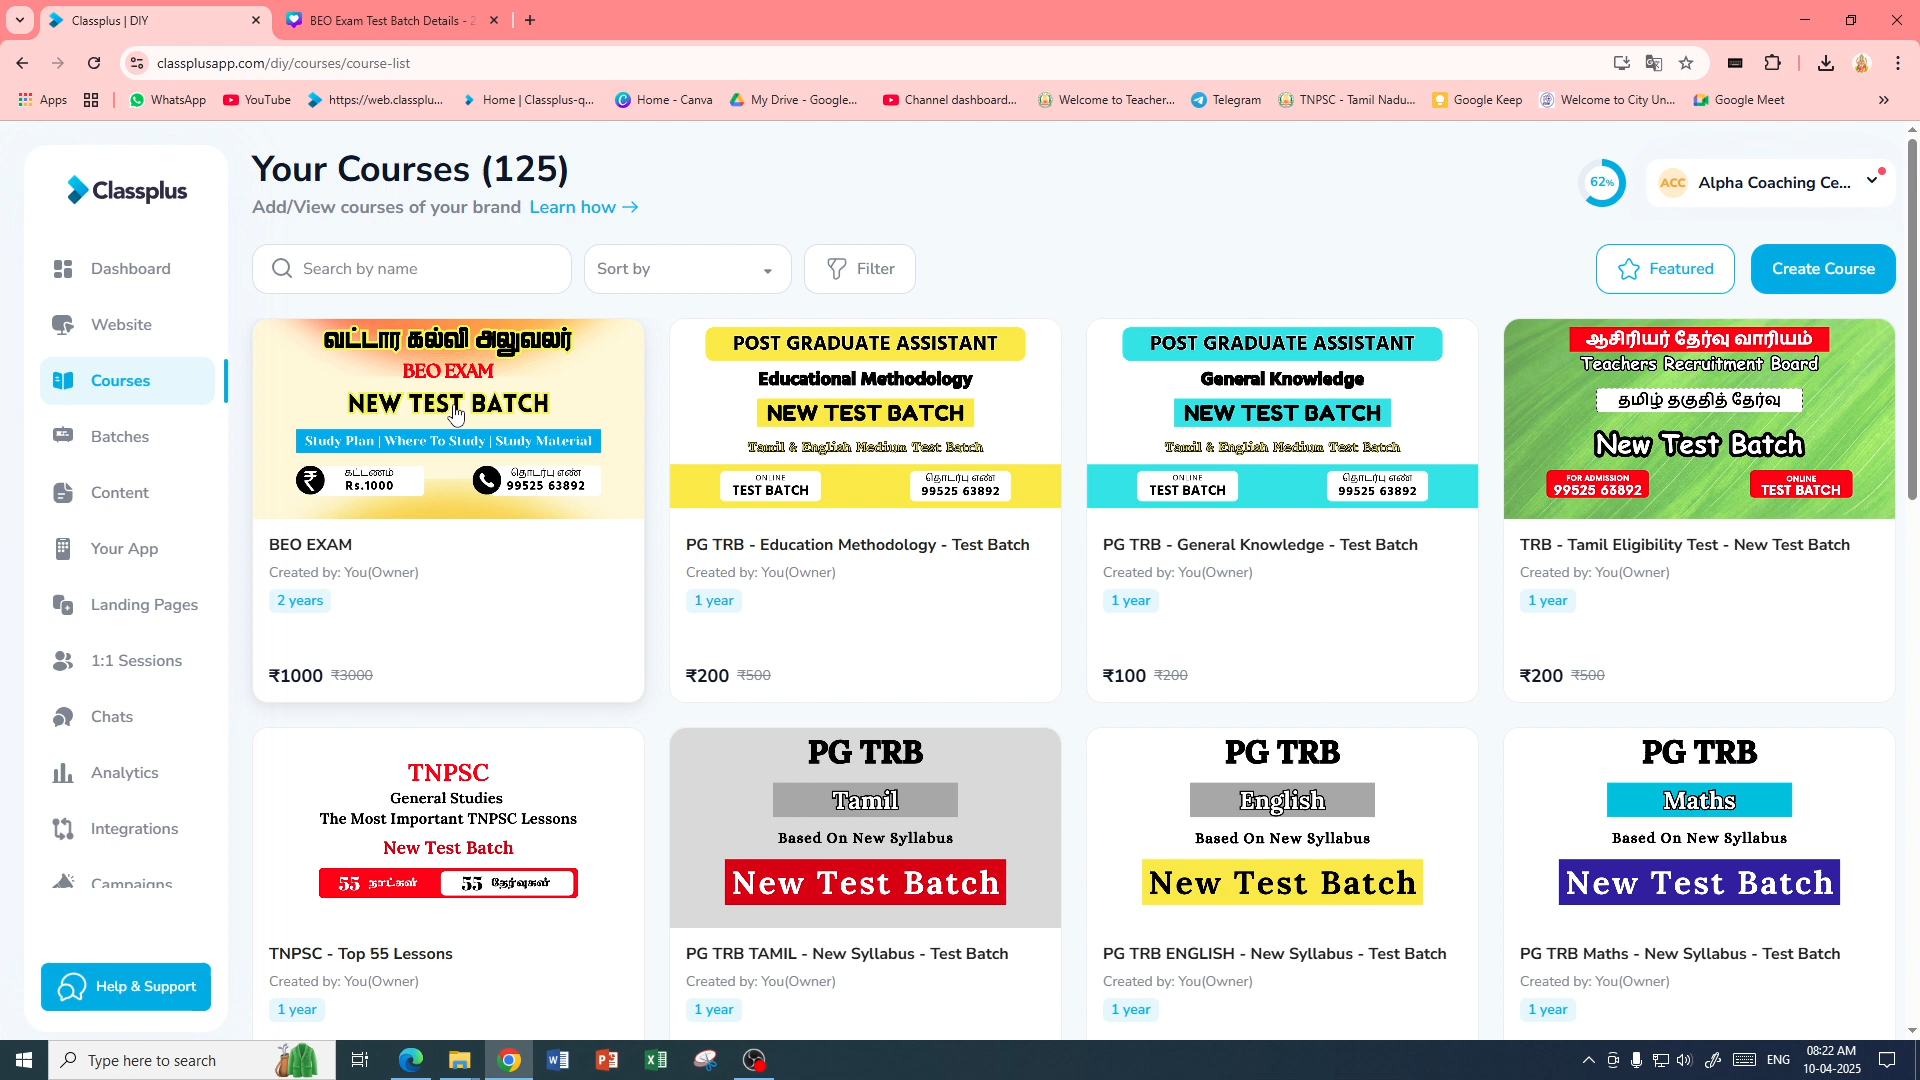 Classplus | DIY
BEO Exam Test Batch Details - 2
classplusapp.com/diy/courses/course-list
Apps
WhatsApp
YouTube
https://web.classplu...
Home | Classplus-q...
Home - Canva
My Drive - Google...
Channel dashboard...
Welcome to Teacher...
Telegram
TNPSC - Tamil Nadu...
Google Keep
Welcome to City Un...
Google Meet
Classplus
Dashboard
Website
Courses
Batches
Content
Your App
Landing Pages
1:1 Sessions
Chats
Analytics
Integrations
Campaigns
Help & Support
Your Courses (125)
Add/View courses of your brand Learn how →
62%
ACC Alpha Coaching Ce...
Search by name
Sort by
Filter
Featured
Create Course
வட்டார கல்வி அலுவலர்
BEO EXAM
NEW TEST BATCH
Study Plan | Where To Study | Study Material
கட்டணம்
Rs.1000
தொடர்பு எண்
99525 63892
BEO EXAM
Created by: You(Owner)
2 years
₹1000 ₹3000
POST GRADUATE ASSISTANT
Educational Methodology
NEW TEST BATCH
Tamil & English Medium Test Batch
ONLINE
TEST BATCH
தொடர்பு எண்
99525 63892
PG TRB - Education Methodology - Test Batch
Created by: You(Owner)
1 year
₹200 ₹500
POST GRADUATE ASSISTANT
General Knowledge
NEW TEST BATCH
Tamil & English Medium Test Batch
ONLINE
TEST BATCH
தொடர்பு எண்
99525 63892
PG TRB - General Knowledge - Test Batch
Created by: You(Owner)
1 year
₹100 ₹200
ஆசிரியர் தேர்வு வாரியம்
Teachers Recruitment Board
தமிழ் தகுதித் தேர்வு
New Test Batch
FOR ADMISSION
99525 63892
ONLINE
TEST BATCH
TRB - Tamil Eligibility Test - New Test Batch
Created by: You(Owner)
1 year
₹200 ₹500
TNPSC
General Studies
The Most Important TNPSC Lessons
New Test Batch
55 நாட்கள்
55 தேர்வுகள்
TNPSC - Top 55 Lessons
Created by: You(Owner)
1 year
PG TRB
Tamil
Based On New Syllabus
New Test Batch
PG TRB TAMIL - New Syllabus - Test Batch
Created by: You(Owner)
1 year
PG TRB
English
Based On New Syllabus
New Test Batch
PG TRB ENGLISH - New Syllabus - Test Batch
Created by: You(Owner)
1 year
PG TRB
Maths
Based On New Syllabus
New Test Batch
PG TRB Maths - New Syllabus - Test Batch
Created by: You(Owner)
1 year
Type here to search
ENG
08:22 AM
10-04-2025